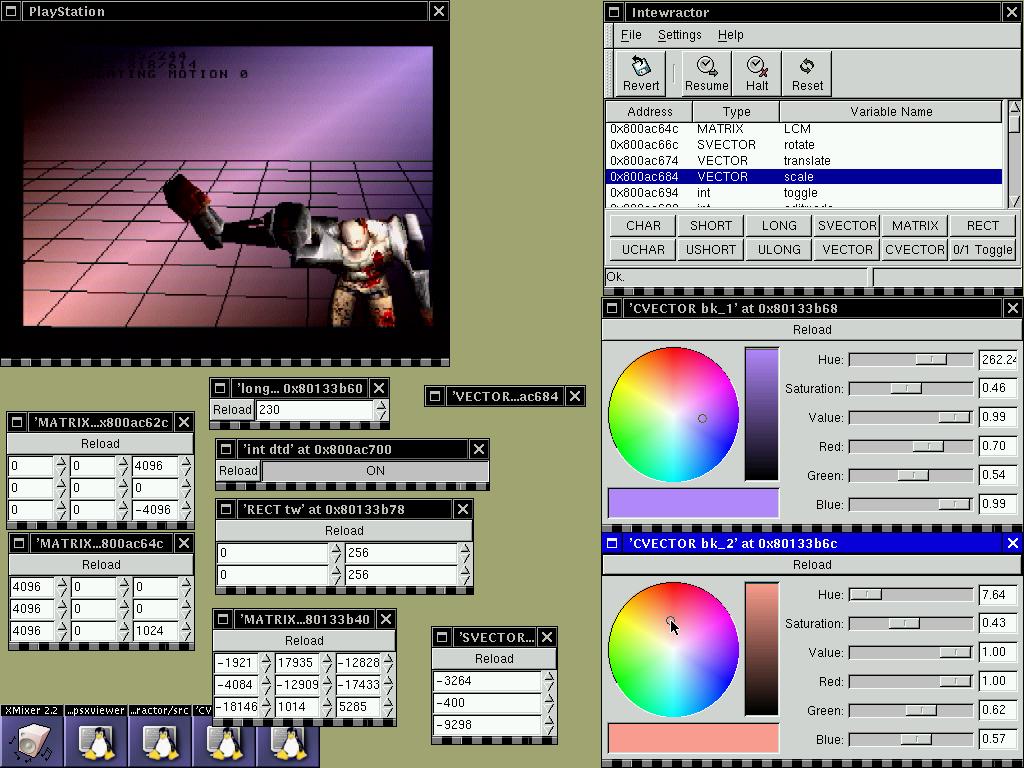 PlayStation
/244
318/614
ATING MOTION 0
Intewractor
File Settings Help
Revert Resume Halt Reset
Address Type Variable Name
0x800ac64c MATRIX LCM
0x800ac66c SVECTOR rotate
0x800ac674 VECTOR translate
0x800ac684 VECTOR scale
0x800ac694 int toggle
CHAR SHORT LONG SVECTOR MATRIX RECT
UCHAR USHORT ULONG VECTOR CVECTOR 0/1 Toggle
Ok.
'CVECTOR bk_1' at 0x80133b68
Reload
Hue: 262.24
Saturation: 0.46
Value: 0.99
Red: 0.70
Green: 0.54
Blue: 0.99
'CVECTOR bk_2' at 0x80133b6c
Reload
Hue: 7.64
Saturation: 0.43
Value: 1.00
Red: 1.00
Green: 0.62
Blue: 0.57
'long... 0x80133b60
Reload 230
'VECTOR...ac684
'MATRIX...x800ac62c
Reload
0 0 4096
0 0 0
0 0 -4096
'int dtd' at 0x800ac700
Reload ON
'RECT tw' at 0x80133b78
Reload
0 256
0 256
'MATRIX...800ac64c
Reload
4096 0 0
4096 0 0
4096 0 1024
'MATRIX...80133b40
Reload
-1921 17935 -12828
-4084 -12909 -17433
-18146 1014 5285
'SVECTOR...
Reload
-3264
-400
-9298
XMixer 2.2 ...psxviewer ...ractor/src 'CV